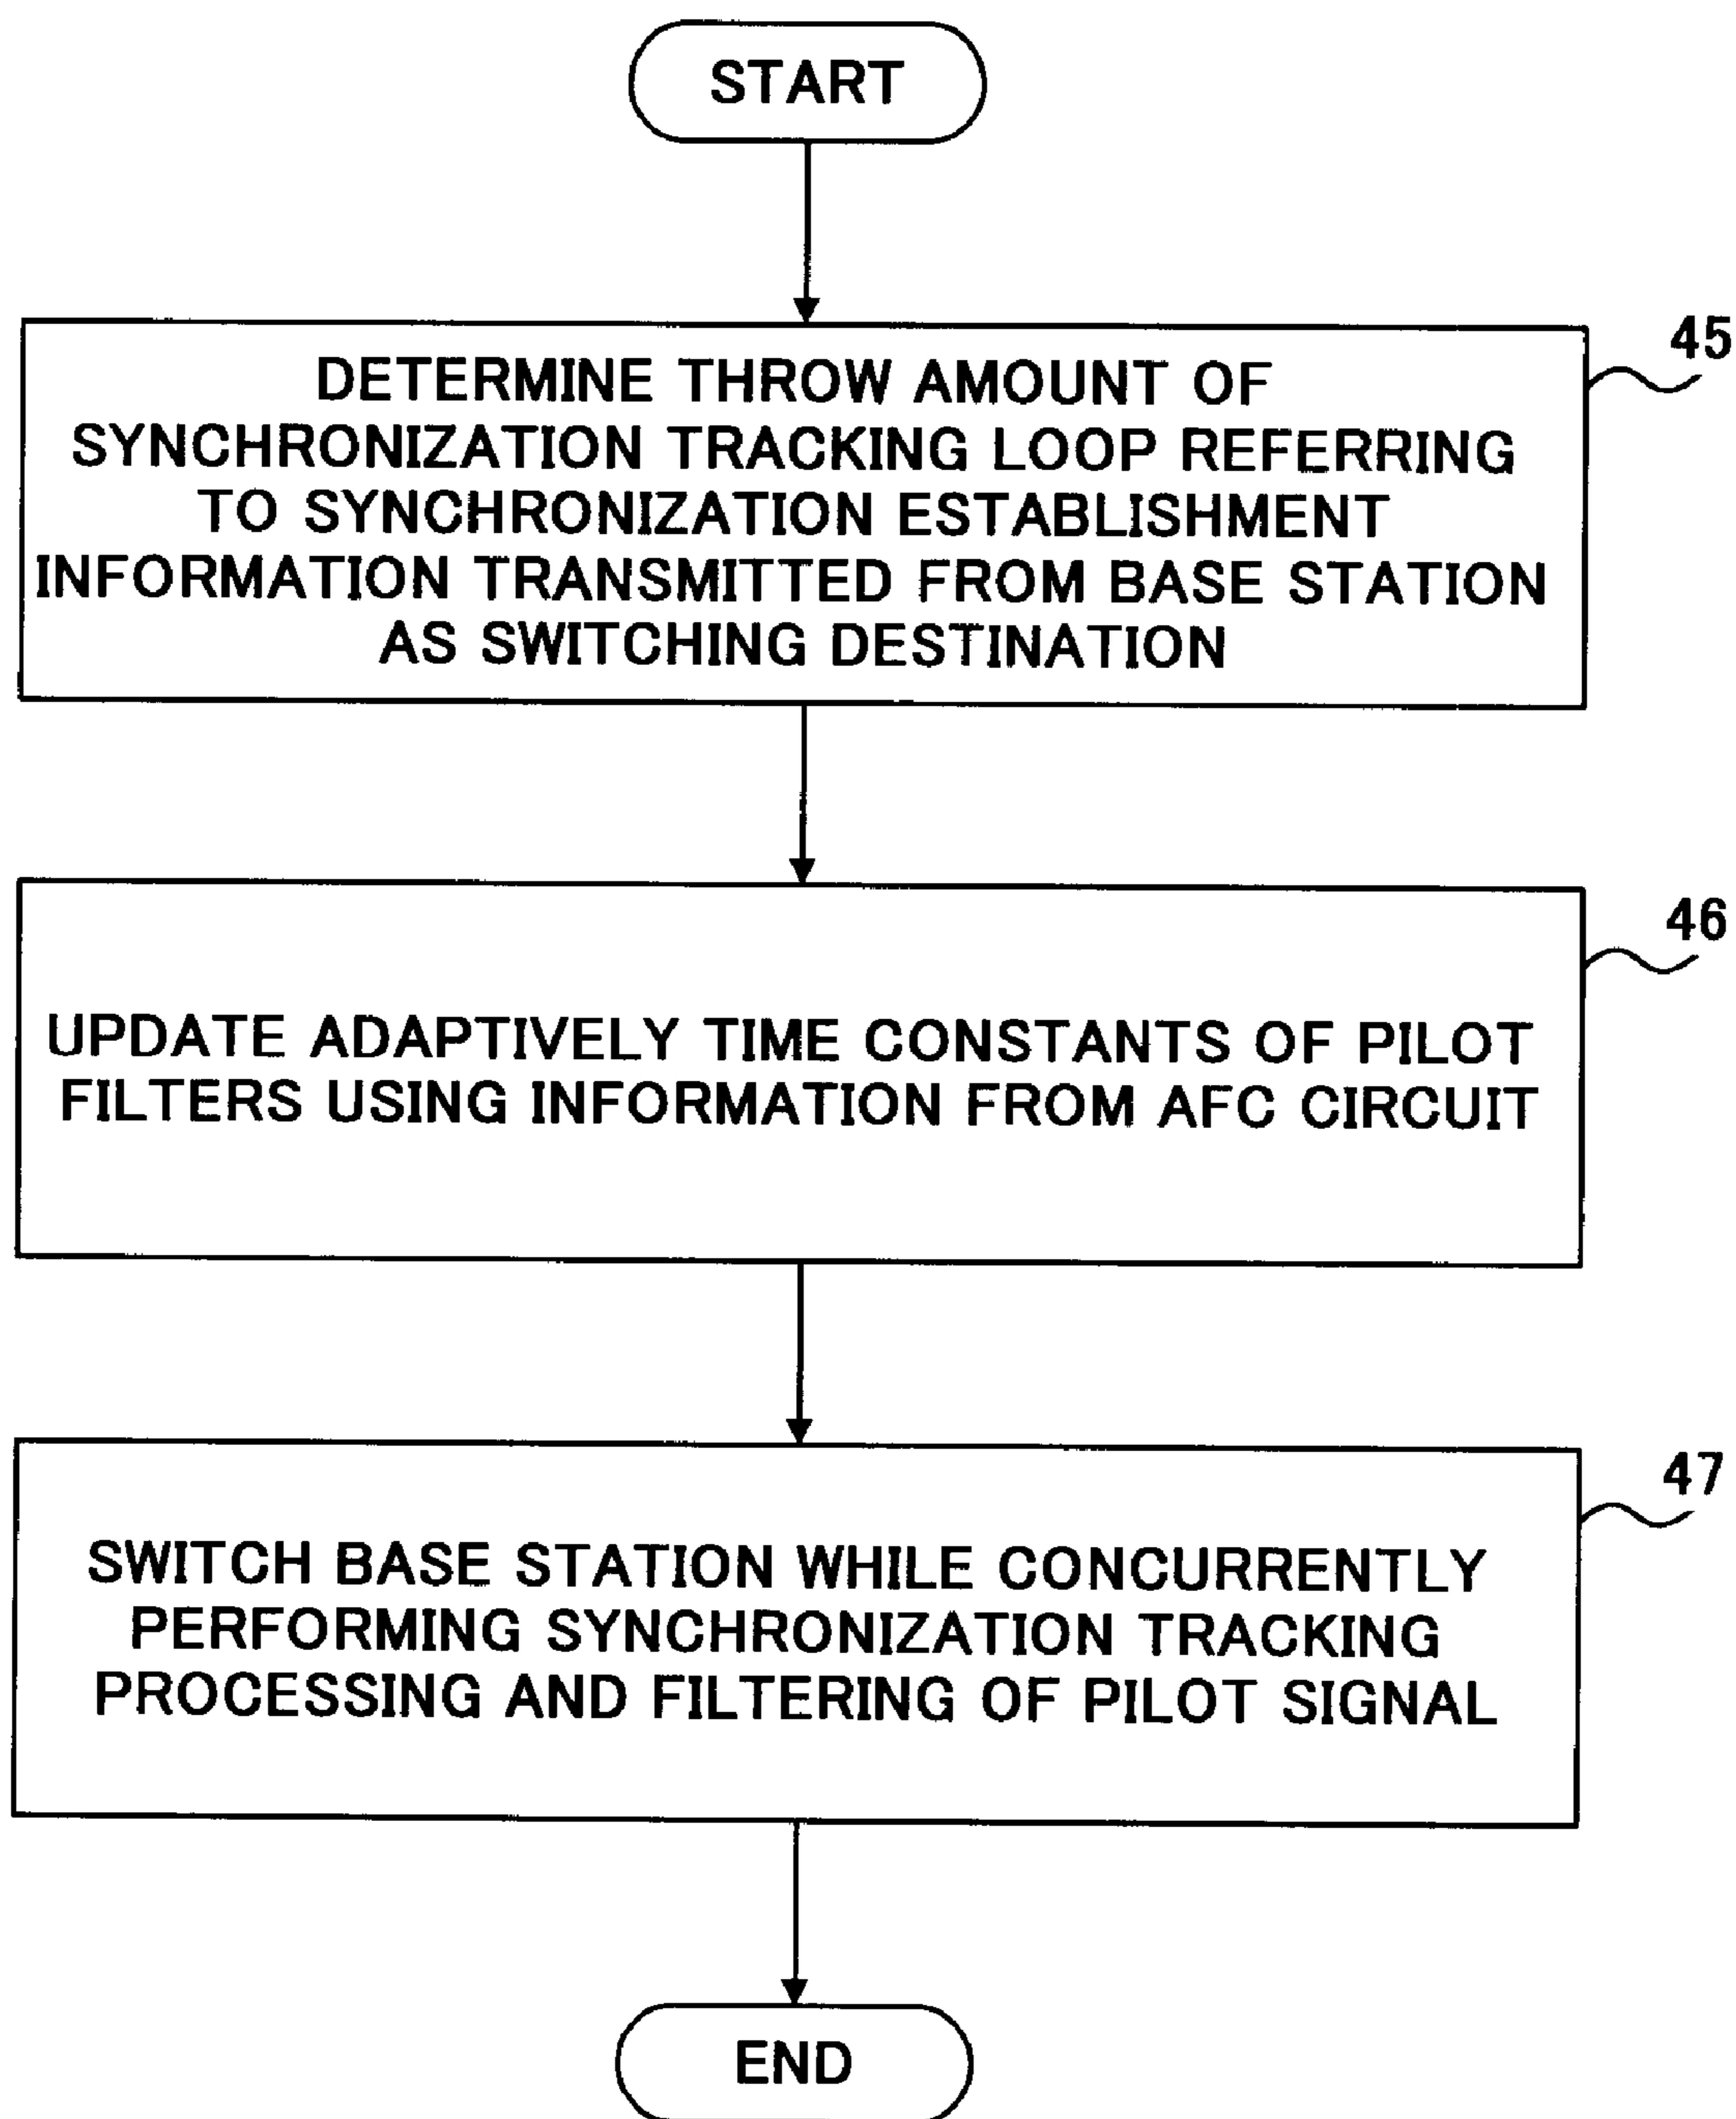 START
45
DETERMINE THROW AMOUNT OF
SYNCHRONIZATION TRACKING LOOP REFERRING
TO SYNCHRONIZATION ESTABLISHMENT
INFORMATION TRANSMITTED FROM BASE STATION
AS SWITCHING DESTINATION
46
UPDATE ADAPTIVELY TIME CONSTANTS OF PILOT
FILTERS USING INFORMATION FROM AFC CIRCUIT
47
SWITCH BASE STATION WHILE CONCURRENTLY
PERFORMING SYNCHRONIZATION TRACKING
PROCESSING AND FILTERING OF PILOT SIGNAL
END